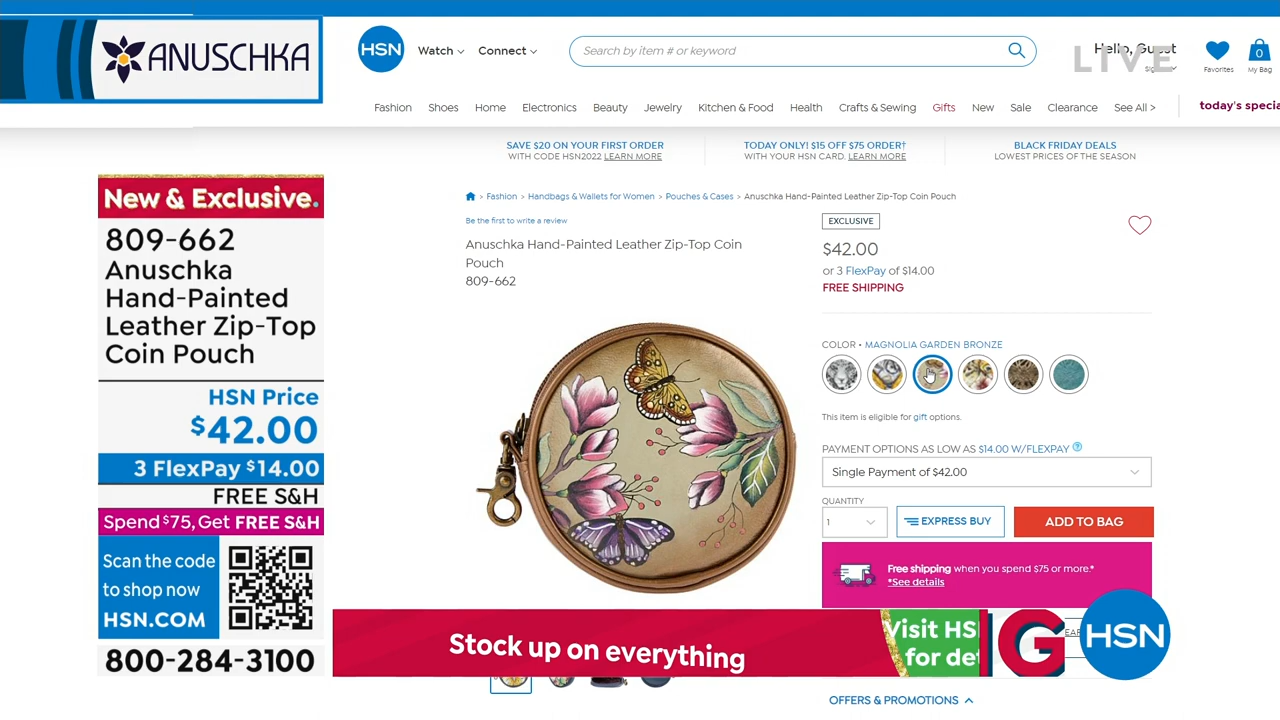 ANUSCHKA
HSN
Watch
Connect
Search by item # or keyword
Hello, Guest
LIVE
Favorites
0
My Bag
Fashion
Shoes
Home
Electronics
Beauty
Jewelry
Kitchen & Food
Health
Crafts & Sewing
Gifts
New
Sale
Clearance
See All >
today's specia
SAVE $20 ON YOUR FIRST ORDER
WITH CODE HSN2022 LEARN MORE
TODAY ONLY! $15 OFF $75 ORDER†
WITH YOUR HSN CARD. LEARN MORE
BLACK FRIDAY DEALS
LOWEST PRICES OF THE SEASON
New & Exclusive.
809-662
Anuschka
Hand-Painted
Leather Zip-Top
Coin Pouch
HSN Price
$42.00
3 FlexPay $14.00
FREE S&H
Spend $75, Get FREE S&H
Scan the code
to shop now
HSN.COM
800-284-3100
> Fashion > Handbags & Wallets for Women > Pouches & Cases > Anuschka Hand-Painted Leather Zip-Top Coin Pouch
Be the first to write a review
Anuschka Hand-Painted Leather Zip-Top Coin
Pouch
809-662
EXCLUSIVE
$42.00
or 3 FlexPay of $14.00
FREE SHIPPING
COLOR • MAGNOLIA GARDEN BRONZE
This item is eligible for gift options.
PAYMENT OPTIONS AS LOW AS $14.00 W/FLEXPAY ?
Single Payment of $42.00
QUANTITY
1
EXPRESS BUY
ADD TO BAG
Free shipping when you spend $75 or more.*
*See details
Stock up on everything
Visit HS
for det
G
HSN
OFFERS & PROMOTIONS